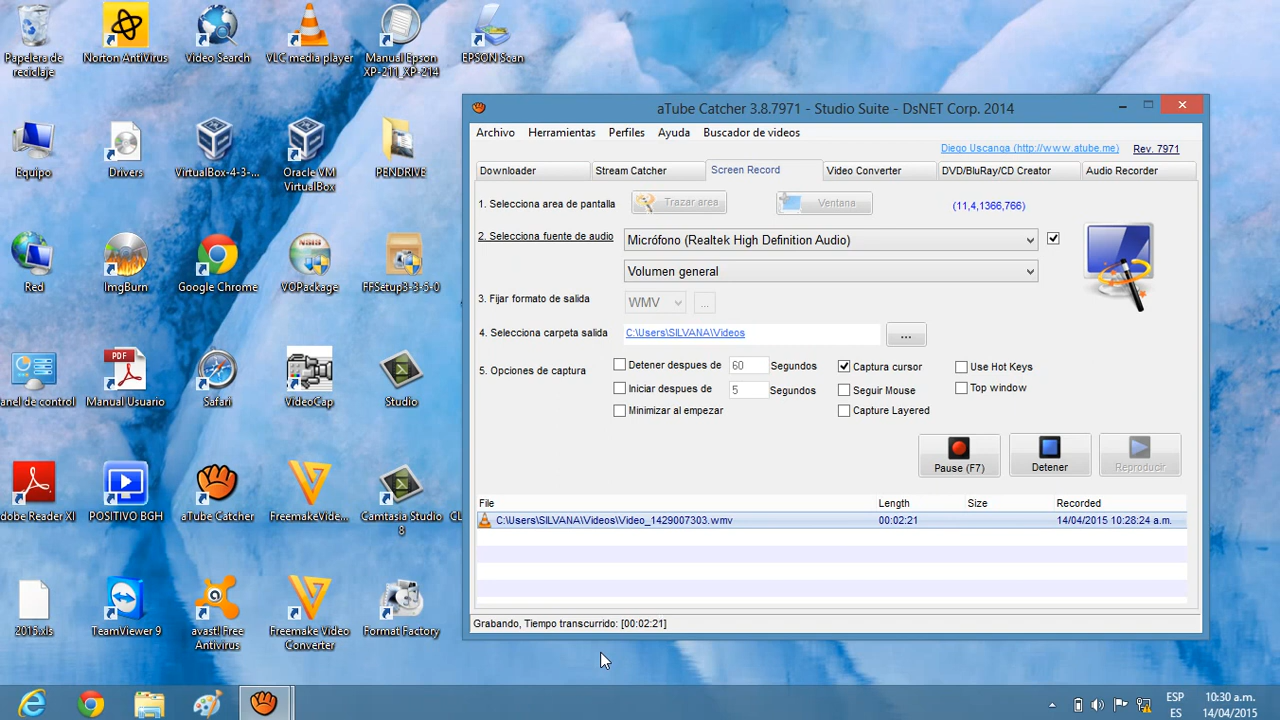 Papelera de
reciclaje
Norton AntiVirus
Video Search
VLC media player
Manual Epson
XP-211_XP-214
EPSON Scan
Equipo
Drivers
VirtualBox-4-3-...
Oracle VM
VirtualBox
PENDRIVE
Red
ImgBurn
Google Chrome
NSIS
VOPackage
FFSetup3-3-5-0
anel de control
PDF
Manual Usuario
Safari
VideoCap
Studio
dobe Reader XI
POSITIVO BGH
aTube Catcher
FreemakeVide...
Camtasia Studio
8
CL
2015.xls
TeamViewer 9
avast! Free
Antivirus
Freemake Video
Converter
Format Factory
aTube Catcher 3.8.7971 - Studio Suite - DsNET Corp. 2014
Archivo Herramientas Perfiles Ayuda Buscador de videos
Diego Uscanga (http://www.atube.me) Rev. 7971
Downloader Stream Catcher Screen Record Video Converter DVD/BluRay/CD Creator Audio Recorder
1. Selecciona area de pantalla Trazar area Ventana (11,4,1366,766)
2. Selecciona fuente de audio Micrófono (Realtek High Definition Audio)
Volumen general
3. Fijar formato de salida WMV ...
4. Selecciona carpeta salida C:\Users\SILVANA\Videos ...
5. Opciones de captura Detener despues de 60 Segundos Captura cursor Use Hot Keys
Iniciar despues de 5 Segundos Seguir Mouse Top window
Minimizar al empezar Capture Layered
Pause (F7) Detener Reproducir
File Length Size Recorded
C:\Users\SILVANA\Videos\Video_1429007303.wmv 00:02:21 14/04/2015 10:28:24 a.m.
Grabando, Tiempo transcurrido: [00:02:21]
ESP
ES
10:30 a.m.
14/04/2015